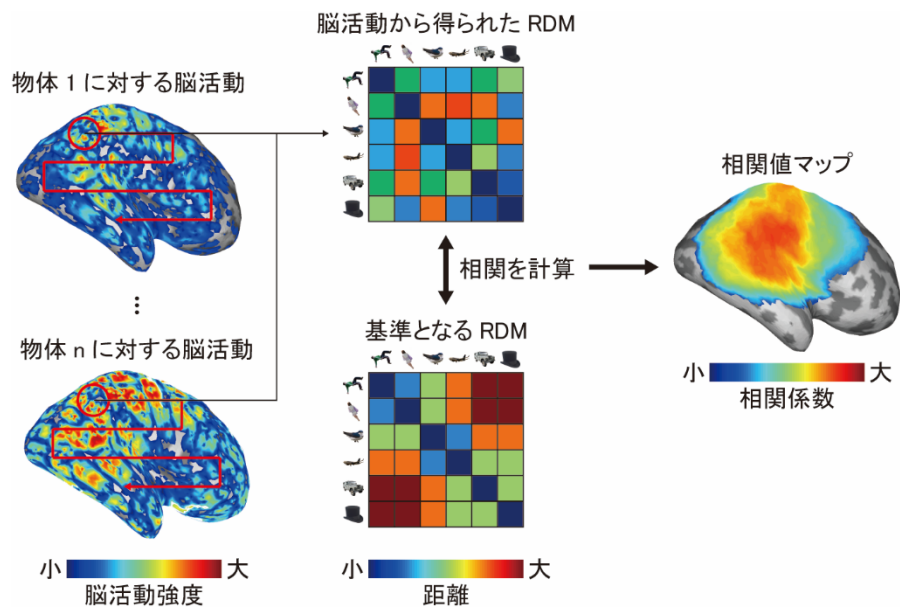 脳活動から得られた RDM
物体 1 に対する脳活動
相関値マップ
相関を計算
⋮
物体 n に対する脳活動
基準となる RDM
小 大
相関係数
小 大
脳活動強度
小 大
距離